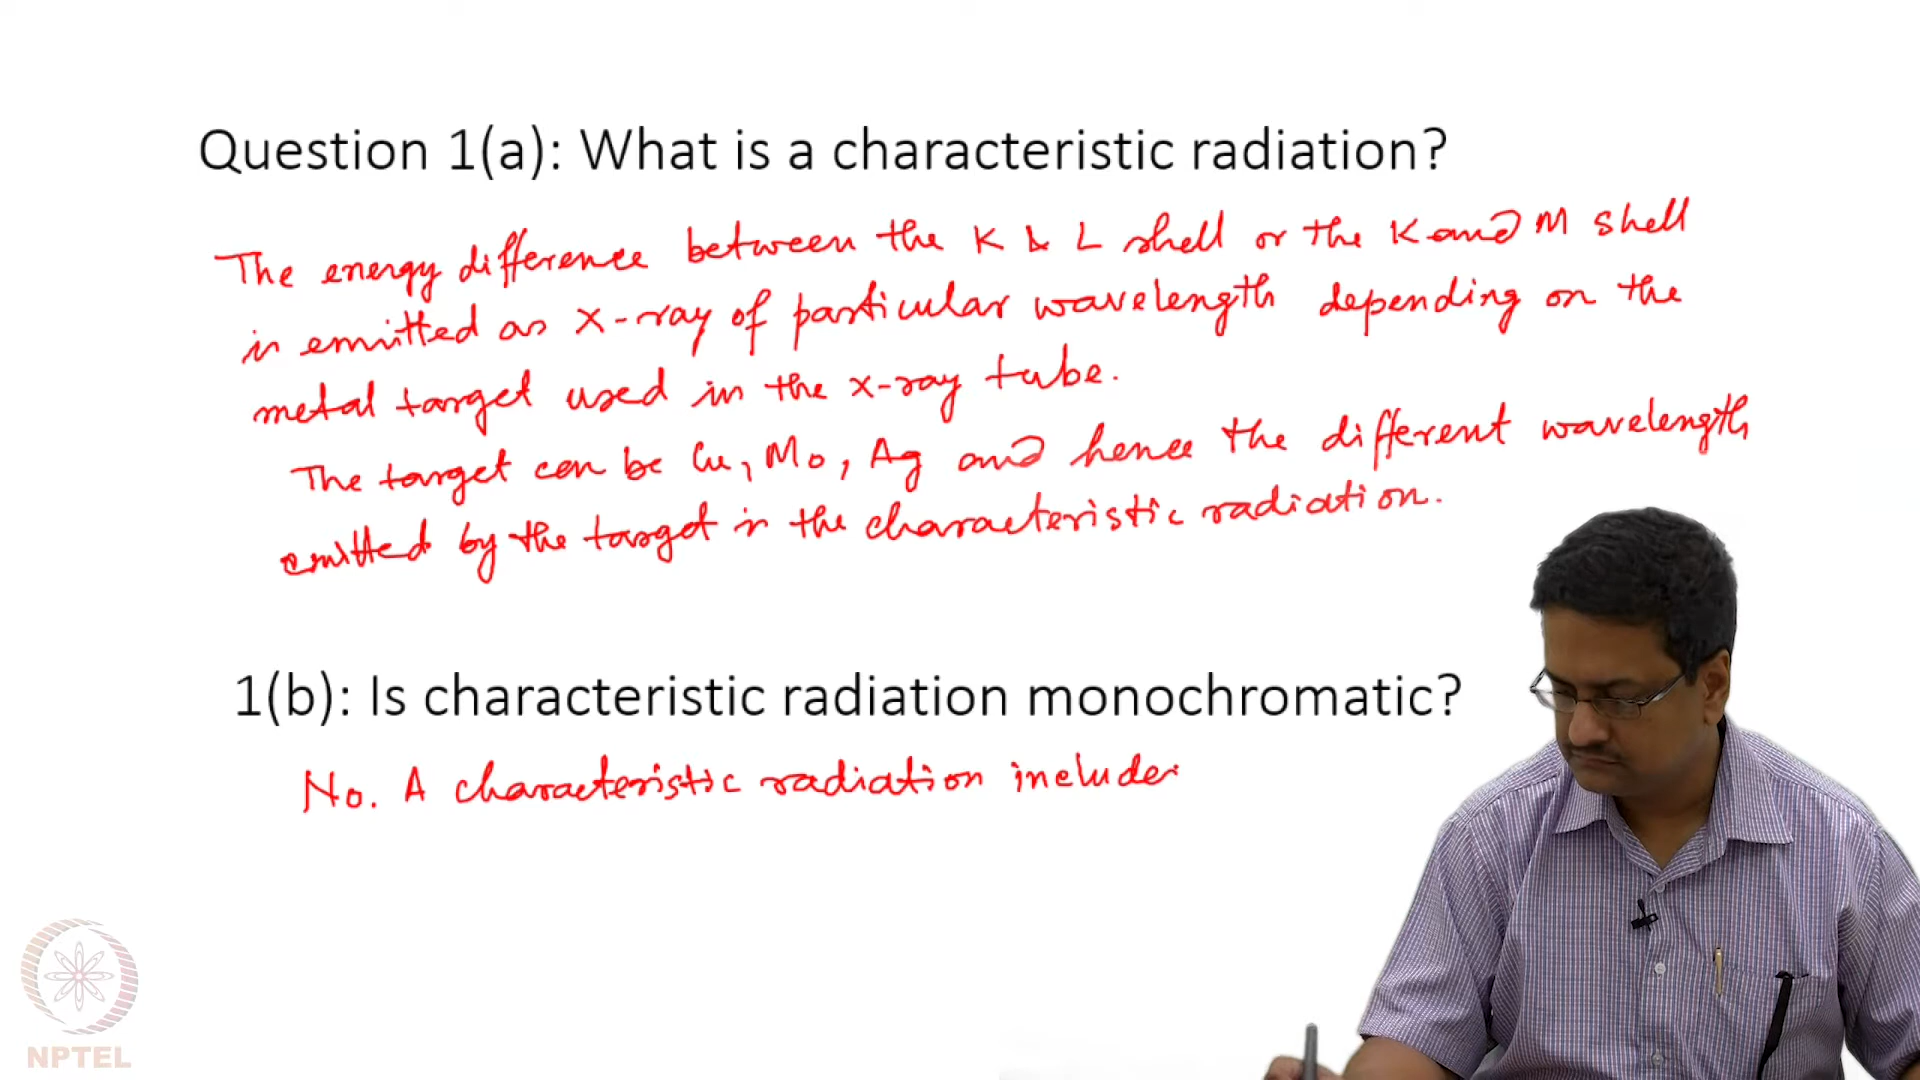 Question 1(a): What is a characteristic radiation?
The energy difference between the K & L shell or the K and M shell
is emitted as X-ray of particular wavelength depending on the
metal target used in the x-ray tube.
The target can be Cu, Mo, Ag and hence the different wavelength
emitted by the target is the characteristic radiation.
1(b): Is characteristic radiation monochromatic?
No. A characteristic radiation includes
NPTEL